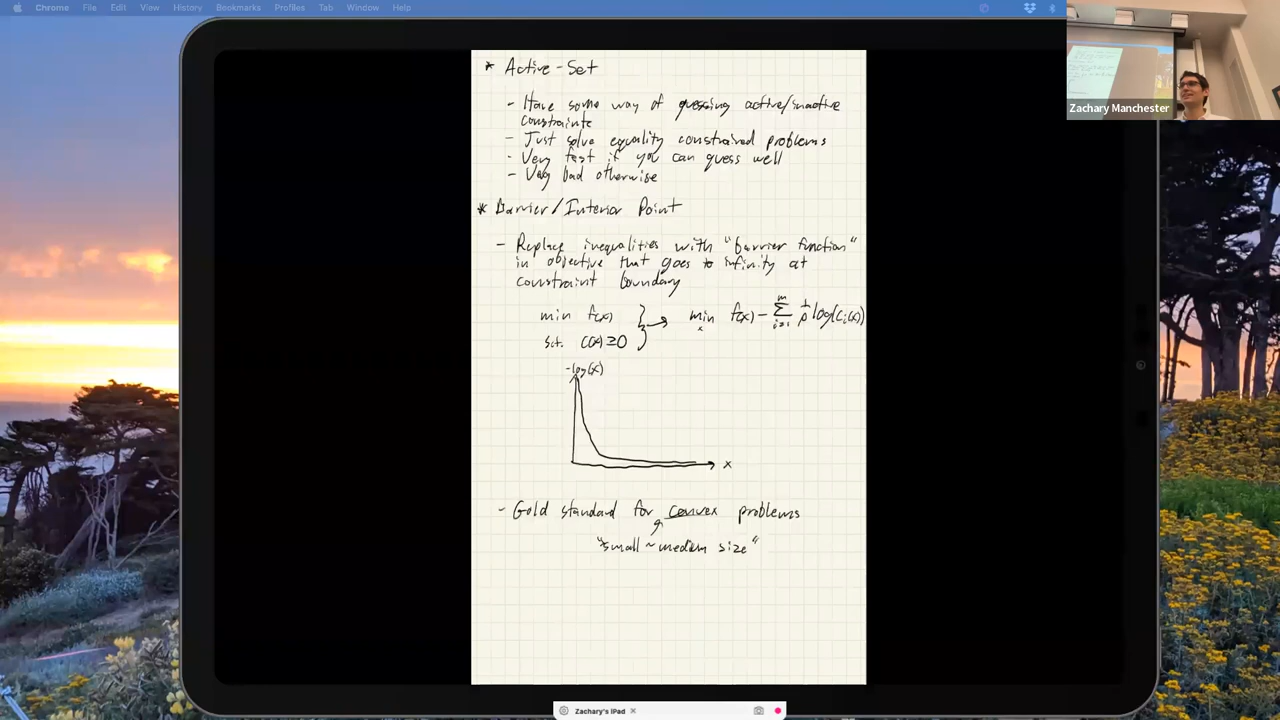 Chrome File Edit View History Bookmarks Profiles Tab Window Help
Zachary Manchester
* Active-Set
- Have some way of guessing active/inactive
constraints
- Just solve equality constrained problems
- Very fast if you can guess well
- Very bad otherwise
* Barrier/Interior Point
- Replace inequalities with "barrier function"
in objective that goes to infinity at
constraint boundary
min f(x) } → min f(x) - Σ 1/ρ log(c_i(x))
x i=1 m
s.t. c(x) ≥ 0
-log(x)
x
- Gold standard for convex problems
"small ~ medium size"
Zachary's iPad